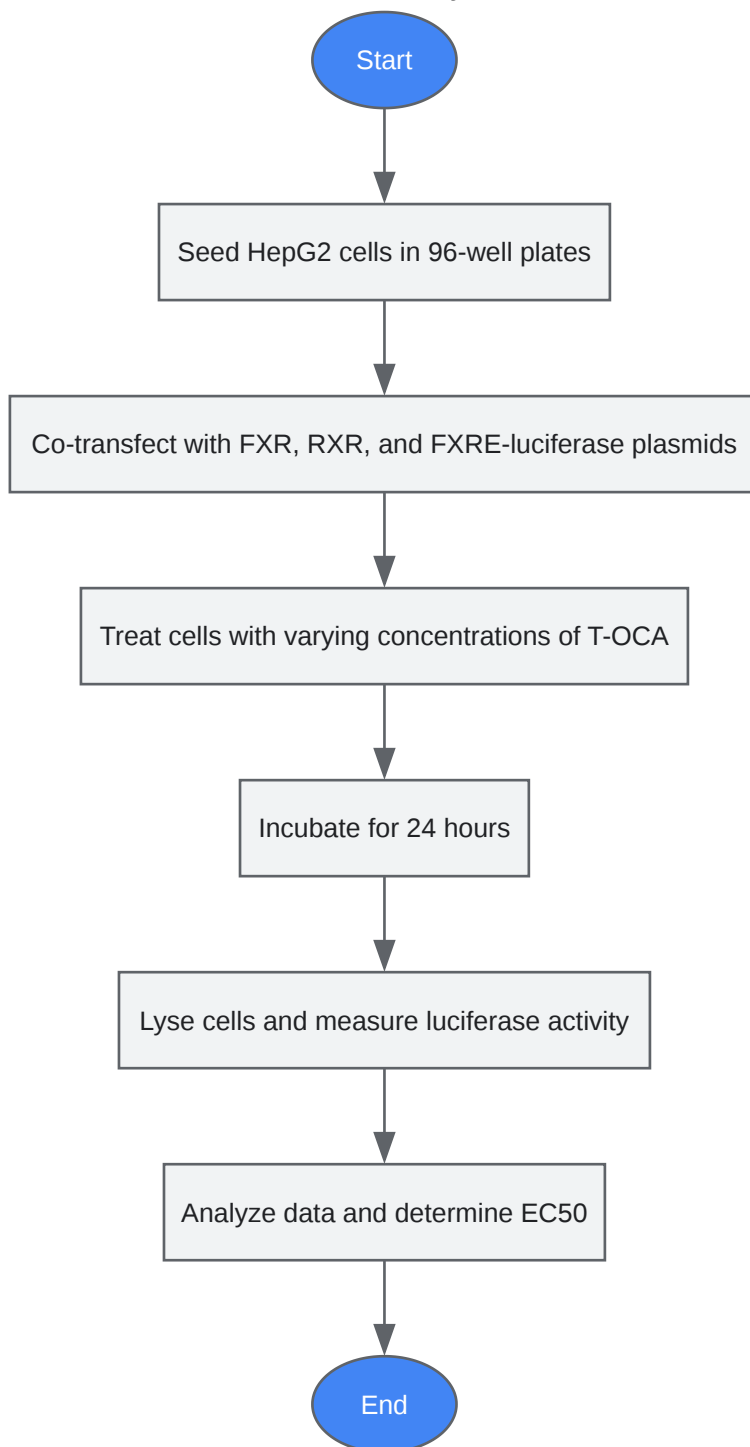 Start
Seed HepG2 cells in 96-well plates
Co-transfect with FXR, RXR, and FXRE-luciferase plasmids
Treat cells with varying concentrations of T-OCA
Incubate for 24 hours
Lyse cells and measure luciferase activity
Analyze data and determine EC50
End